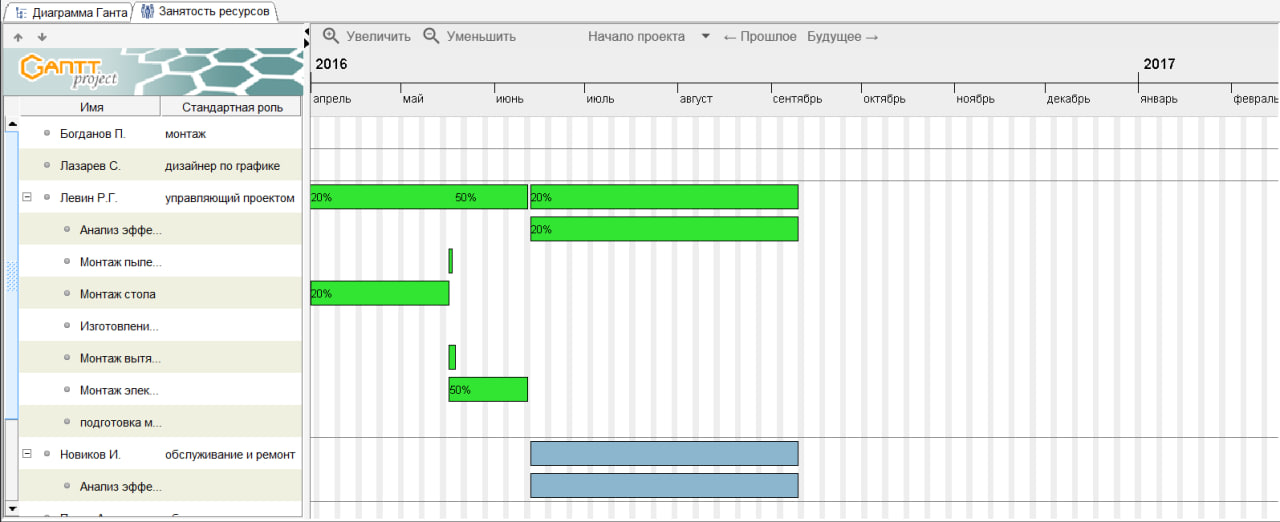 Диаграмма Ганта Занятость ресурсов
Увеличить Уменьшить Начало проекта ← Прошлое Будущее →
GANTT project
2016 2017
апрель май июнь июль август сентябрь октябрь ноябрь декабрь январь февраль
Имя Стандартная роль
Богданов П. монтаж
Лазарев С. дизайнер по графике
Левин Р.Г. управляющий проектом 20% 50% 20%
Анализ эффе... 20%
Монтаж пыле...
Монтаж стола 20%
Изготовлени...
Монтаж вытя...
Монтаж элек... 50%
подготовка м...
Новиков И. обслуживание и ремонт
Анализ эффе...